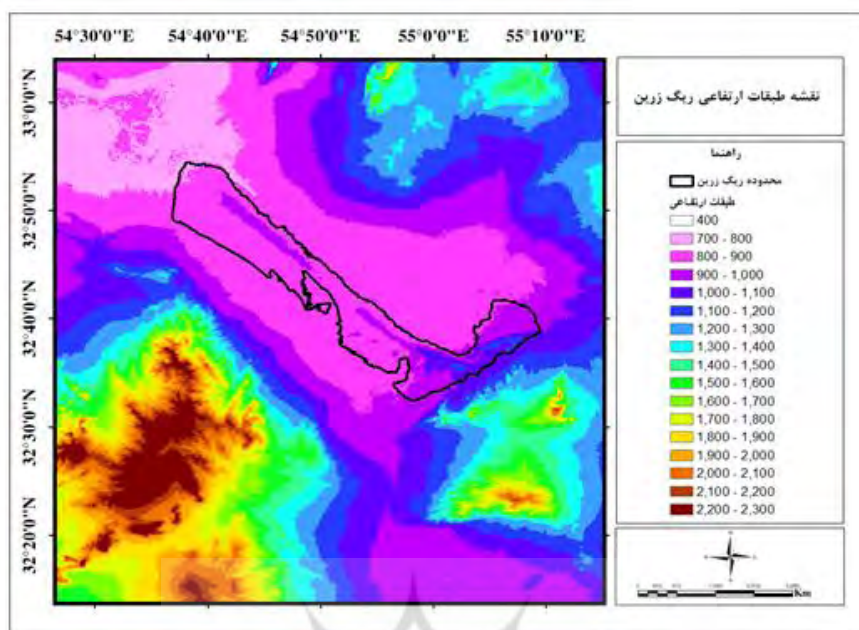 54°30'0"E 54°40'0"E 54°50'0"E 55°0'0"E 55°10'0"E
33°0'0"N
32°50'0"N
32°40'0"N
32°30'0"N
32°20'0"N
نقشه طبقات ارتفاعی ریگ زرین
راهنما
محدوده ریگ زرین
طبقات ارتفاعی
400
700 - 800
800 - 900
900 - 1,000
1,000 - 1,100
1,100 - 1,200
1,200 - 1,300
1,300 - 1,400
1,400 - 1,500
1,500 - 1,600
1,600 - 1,700
1,700 - 1,800
1,800 - 1,900
1,900 - 2,000
2,000 - 2,100
2,100 - 2,200
2,200 - 2,300
Km